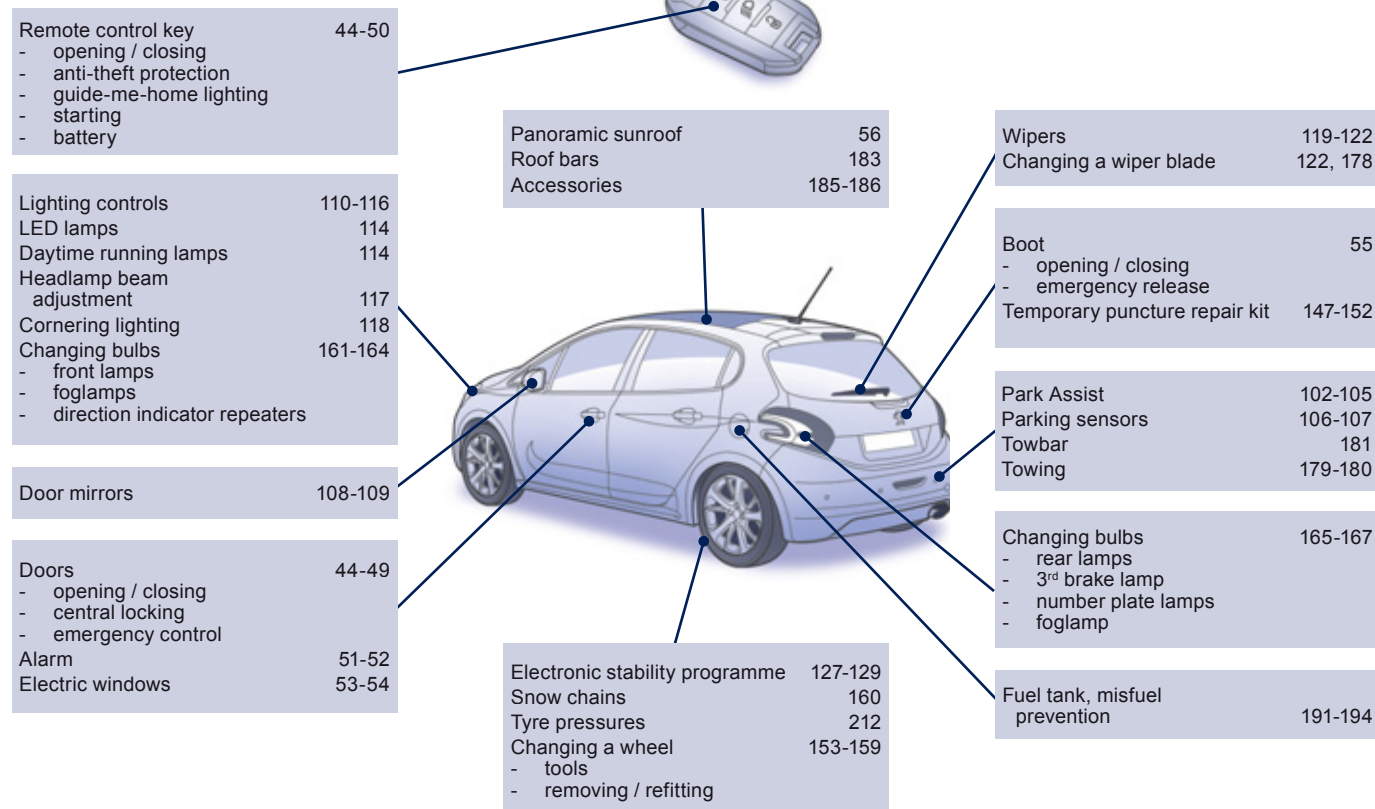 Remote control key 44-50
- opening / closing
- anti-theft protection
- guide-me-home lighting
- starting
- battery
Lighting controls 110-116
LED lamps 114
Daytime running lamps 114
Headlamp beam
adjustment 117
Cornering lighting 118
Changing bulbs 161-164
- front lamps
- foglamps
- direction indicator repeaters
Door mirrors 108-109
Doors 44-49
- opening / closing
- central locking
- emergency control
Alarm 51-52
Electric windows 53-54
Panoramic sunroof 56
Roof bars 183
Accessories 185-186
Electronic stability programme 127-129
Snow chains 160
Tyre pressures 212
Changing a wheel 153-159
- tools
- removing / refitting
Wipers 119-122
Changing a wiper blade 122, 178
Boot 55
- opening / closing
- emergency release
Temporary puncture repair kit 147-152
Park Assist 102-105
Parking sensors 106-107
Towbar 181
Towing 179-180
Changing bulbs 165-167
- rear lamps
- 3rd brake lamp
- number plate lamps
- foglamp
Fuel tank, misfuel
prevention 191-194